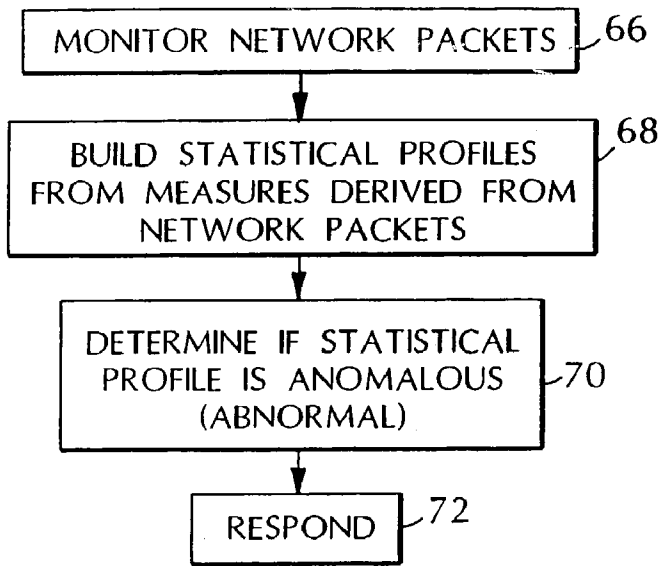 MONITOR NETWORK PACKETS 66
BUILD STATISTICAL PROFILES 68
FROM MEASURES DERIVED FROM
NETWORK PACKETS
DETERMINE IF STATISTICAL
PROFILE IS ANOMALOUS 70
(ABNORMAL)
RESPOND 72